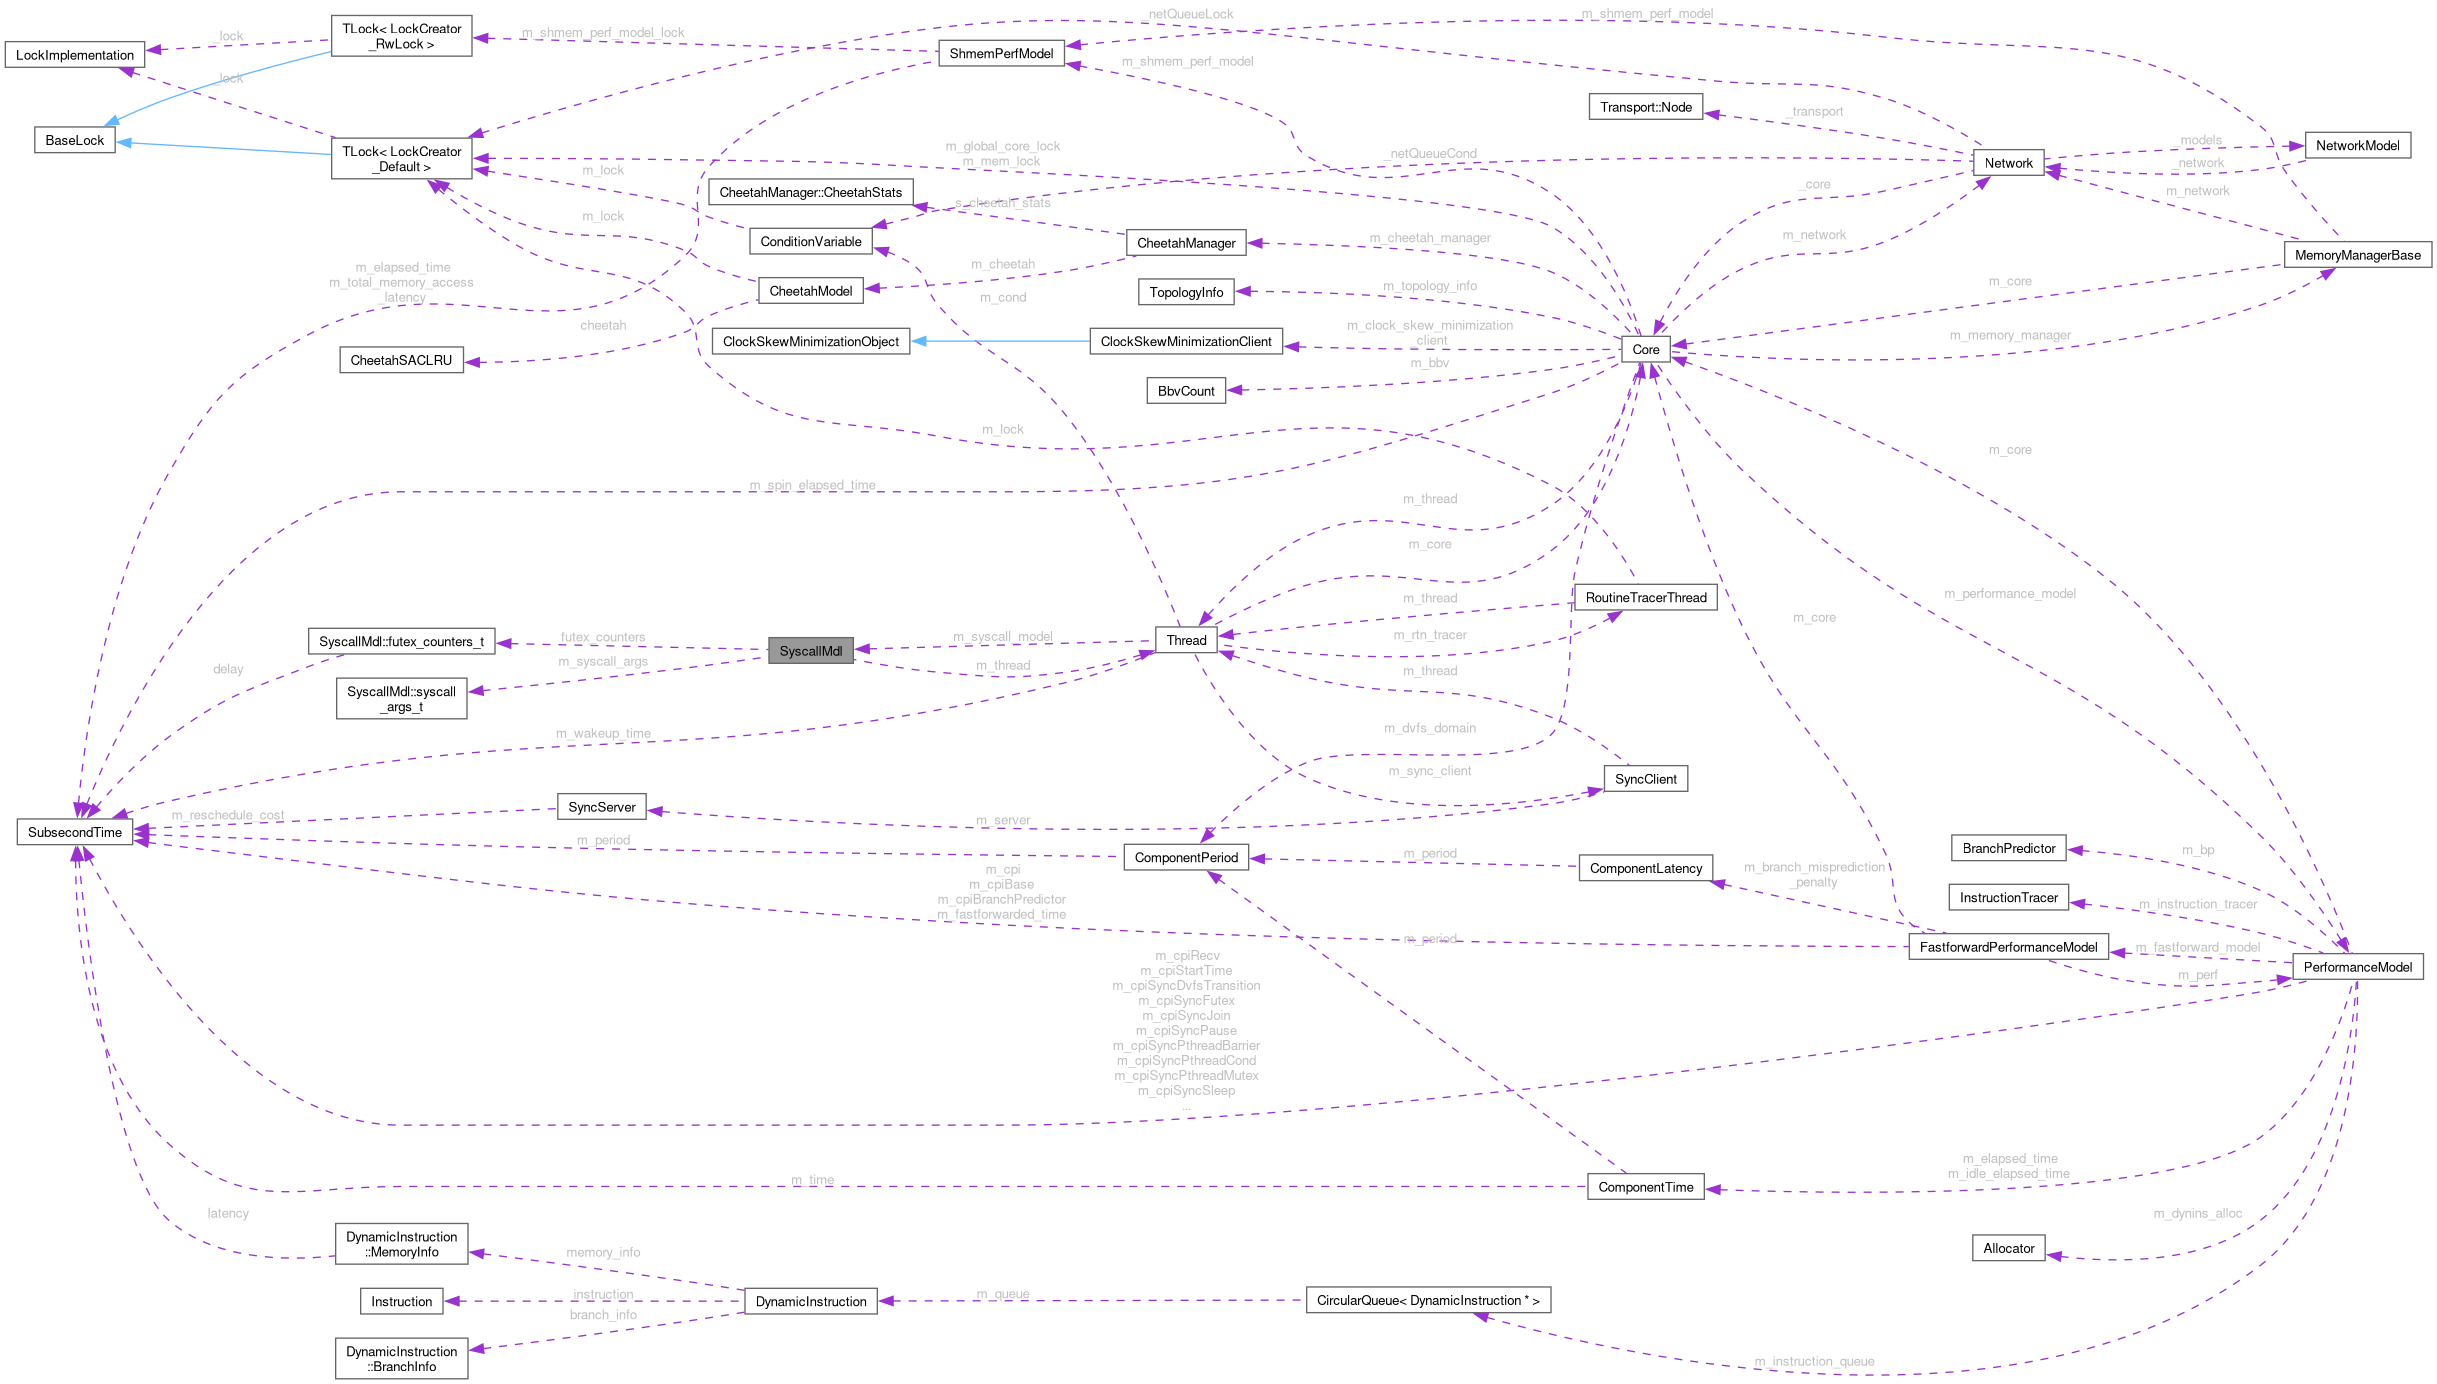 _netQueueLock
m_shmem_perf_model
TLock< LockCreator
_RwLock >
_lock
m_shmem_perf_model_lock
LockImplementation
ShmemPerfModel
m_shmem_perf_model
_lock
Transport::Node
_transport
BaseLock
TLock< LockCreator
_Default >
m_global_core_lock
m_mem_lock
_netQueueCond
_models
NetworkModel
Network
_network
m_lock
CheetahManager::CheetahStats
s_cheetah_stats
_core
m_network
m_lock
ConditionVariable
CheetahManager
m_cheetah_manager
m_network
MemoryManagerBase
m_elapsed_time
m_total_memory_access
_latency
m_cheetah
CheetahModel
TopologyInfo
m_topology_info
m_core
m_cond
cheetah
m_clock_skew_minimization
_client
ClockSkewMinimizationObject
ClockSkewMinimizationClient
Core
m_memory_manager
CheetahSACLRU
m_bbv
BbvCount
m_lock
m_core
m_spin_elapsed_time
m_thread
m_core
RoutineTracerThread
m_thread
m_performance_model
m_core
SyscallMdl::futex_counters_t
futex_counters
SyscallMdl
m_syscall_model
Thread
m_rtn_tracer
delay
m_syscall_args
m_thread
m_thread
SyscallMdl::syscall
_args_t
m_wakeup_time
m_dvfs_domain
m_sync_client
SyncClient
SyncServer
m_reschedule_cost
m_server
SubsecondTime
m_period
ComponentPeriod
m_period
ComponentLatency
m_branch_misprediction
_penalty
BranchPredictor
m_bp
m_cpi
m_cpiBase
m_cpiBranchPredictor
m_fastforwarded_time
InstructionTracer
m_instruction_tracer
m_period
FastforwardPerformanceModel
m_fastforward_model
PerformanceModel
m_perf
m_cpiRecv
m_cpiStartTime
m_cpiSyncDvfsTransition
m_cpiSyncFutex
m_cpiSyncJoin
m_cpiSyncPause
m_cpiSyncPthreadBarrier
m_cpiSyncPthreadCond
m_cpiSyncPthreadMutex
m_cpiSyncSleep
...
m_elapsed_time
m_idle_elapsed_time
m_time
ComponentTime
latency
m_dynins_alloc
DynamicInstruction
::MemoryInfo
memory_info
Allocator
Instruction
instruction
DynamicInstruction
m_queue
CircularQueue< DynamicInstruction * >
branch_info
DynamicInstruction
::BranchInfo
m_instruction_queue